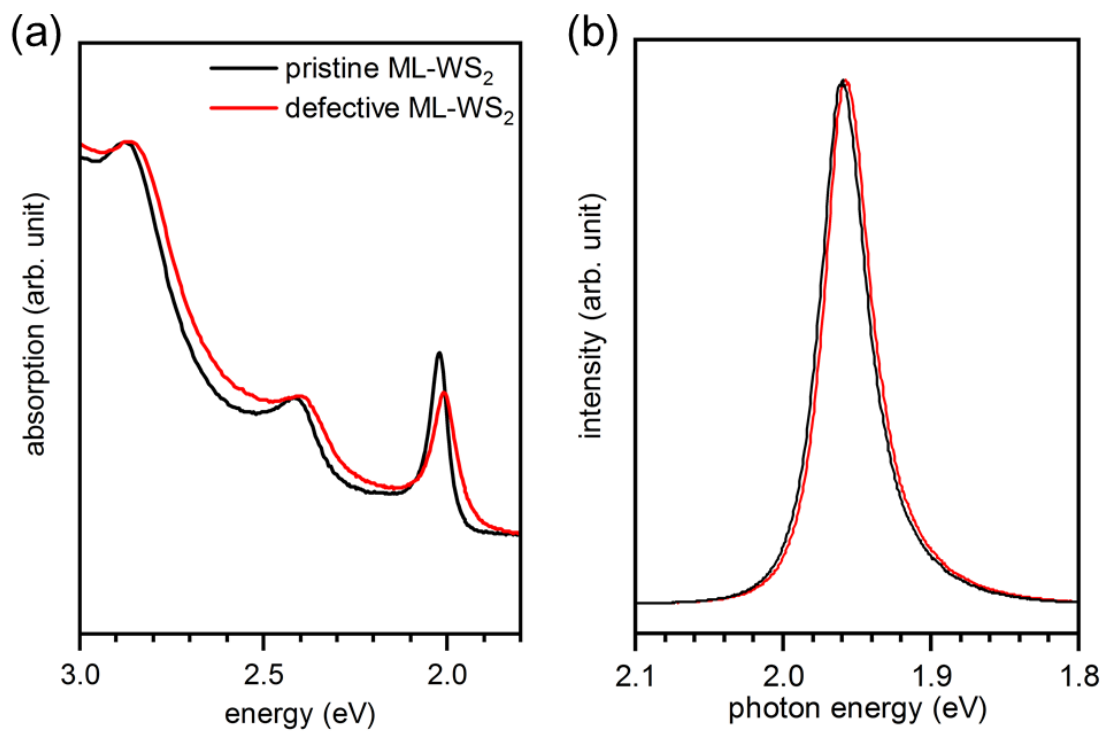 (a)
pristine ML-WS₂
defective ML-WS₂
absorption (arb. unit)
3.0 2.5 2.0
energy (eV)
(b)
intensity (arb. unit)
2.1 2.0 1.9 1.8
photon energy (eV)